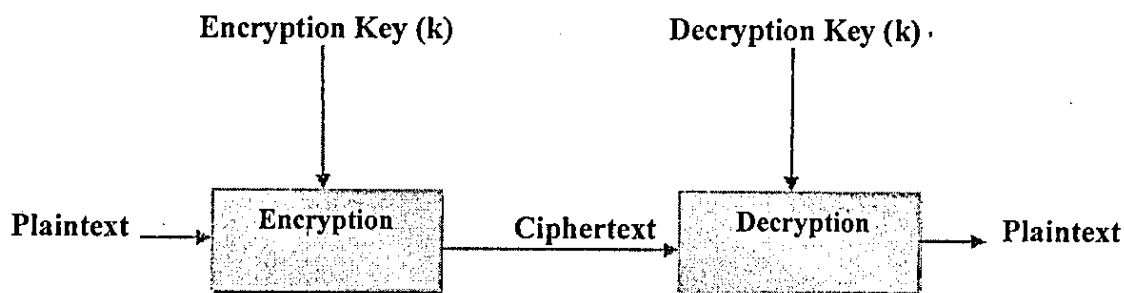 Encryption Key (k)
Decryption Key (k)
Plaintext
Encryption
Ciphertext
Decryption
Plaintext